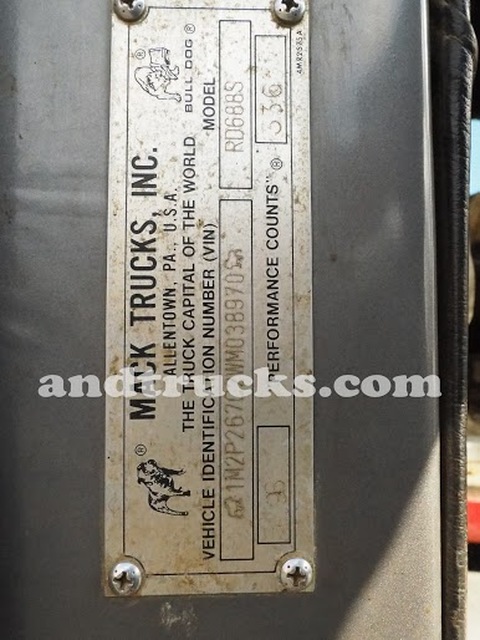 MACK TRUCKS, INC.
ALLENTOWN, PA., U.S.A.
THE TRUCK CAPITAL OF THE WORLD
BULL DOG ®
VEHICLE IDENTIFICATION NUMBER (VIN)
MODEL
RD688S
336
"PERFORMANCE COUNTS"®
®
®
andtrucks.com